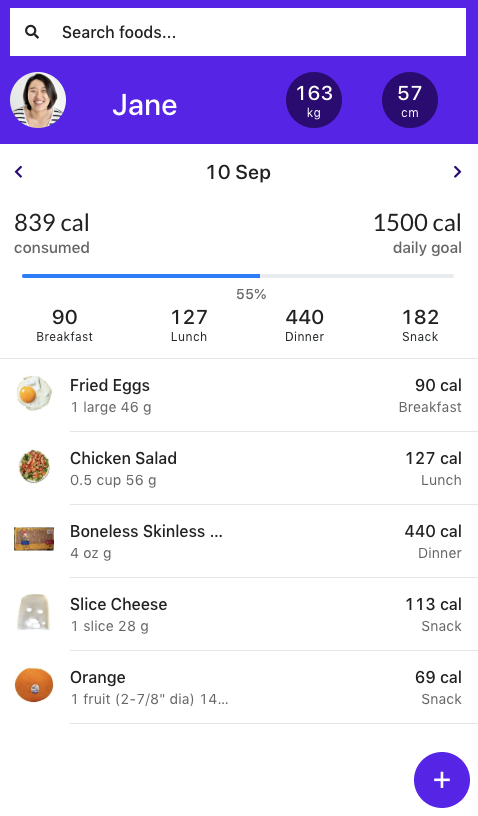 Search foods...
Jane
163
kg
57
cm
10 Sep
839 cal
1500 cal
consumed
daily goal
55%
90
127
440
182
Breakfast
Lunch
Dinner
Snack
Fried Eggs
90 cal
1 large 46 g
Breakfast
Chicken Salad
127 cal
0.5 cup 56 g
Lunch
Boneless Skinless ...
440 cal
4 oz g
Dinner
Slice Cheese
113 cal
1 slice 28 g
Snack
Orange
69 cal
1 fruit (2-7/8" dia) 14...
Snack
+